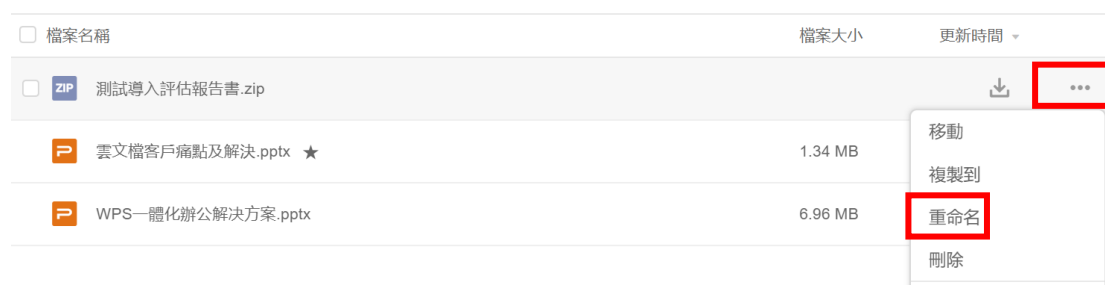 檔案名稱 檔案大小 更新時間
ZIP 測試導入評估報告書.zip
移動
雲文檔客戶痛點及解決.pptx ★ 1.34 MB
複製到
WPS一體化辦公解決方案.pptx 6.96 MB
重命名
刪除